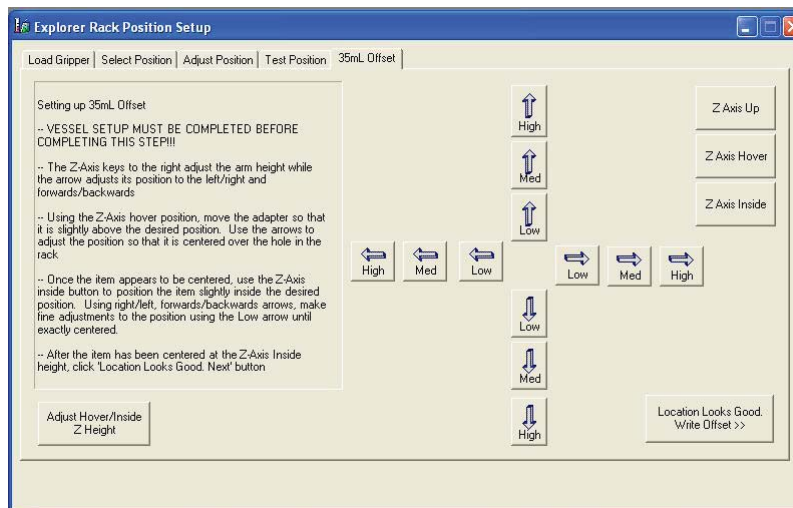 Explorer Rack Position Setup
Load Gripper
Select Position
Adjust Position
Test Position
35mL Offset
Setting up 35mL Offset
-- VESSEL SETUP MUST BE COMPLETED BEFORE
COMPLETING THIS STEP!!!
-- The Z-Axis keys to the right adjust the arm height while
the arrow adjusts its position to the left/right and
forwards/backwards
-- Using the Z-Axis hover position, move the adapter so that
it is slightly above the desired position. Use the arrows to
adjust the position so that it is centered over the hole in the
rack
-- Once the item appears to be centered, use the Z-Axis
inside button to position the item slightly inside the desired
position. Using right/left, forwards/backwards arrows, make
fine adjustments to the position using the Low arrow until
exactly centered.
-- After the item has been centered at the Z-Axis Inside
height, click 'Location Looks Good. Next' button
High
Med
Low
High
Med
Low
Low
Med
High
Low
Med
High
Z Axis Up
Z Axis Hover
Z Axis Inside
Adjust Hover/Inside
Z Height
Location Looks Good.
Write Offset >>